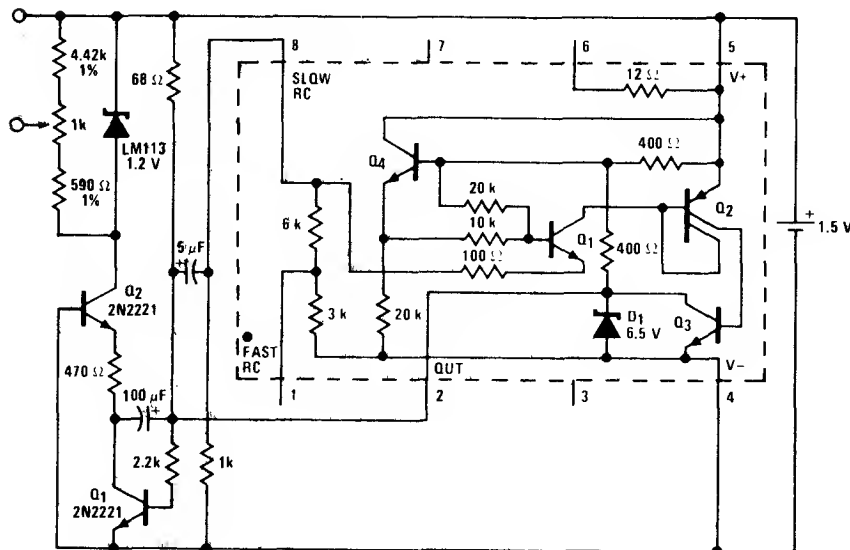 8 7 6 5
4.42k
1%
68 Ω
SLOW
RC
12 Ω
V+
1k
LM113
1.2 V
590 Ω
1%
Q4
400 Ω
20 k
10 k
100 Ω
Q1
400 Ω
Q2
+
1.5 V
6 k
5 µF
+
Q2
2N2221
3 k
20 k
D1
6.5 V
Q3
470 Ω
FAST
RC
OUT
V−
100 µF
+
1 2 3 4
2.2k
1k
Q1
2N2221